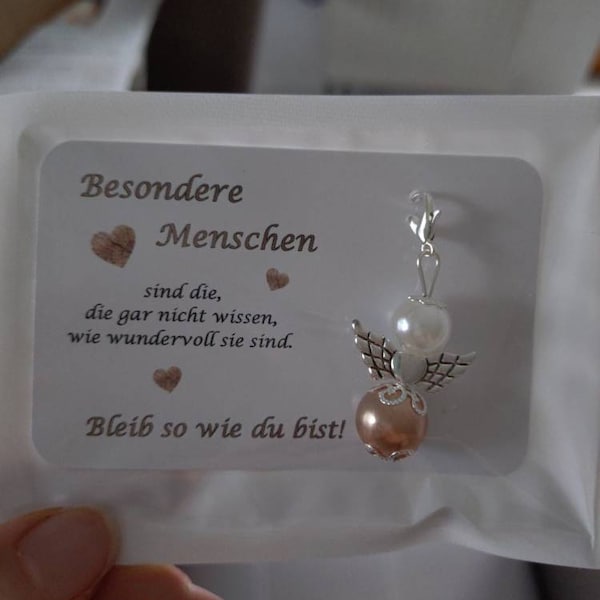 Besondere
Menschen
sind die,
die gar nicht wissen,
wie wundervoll sie sind.
Bleib so wie du bist!